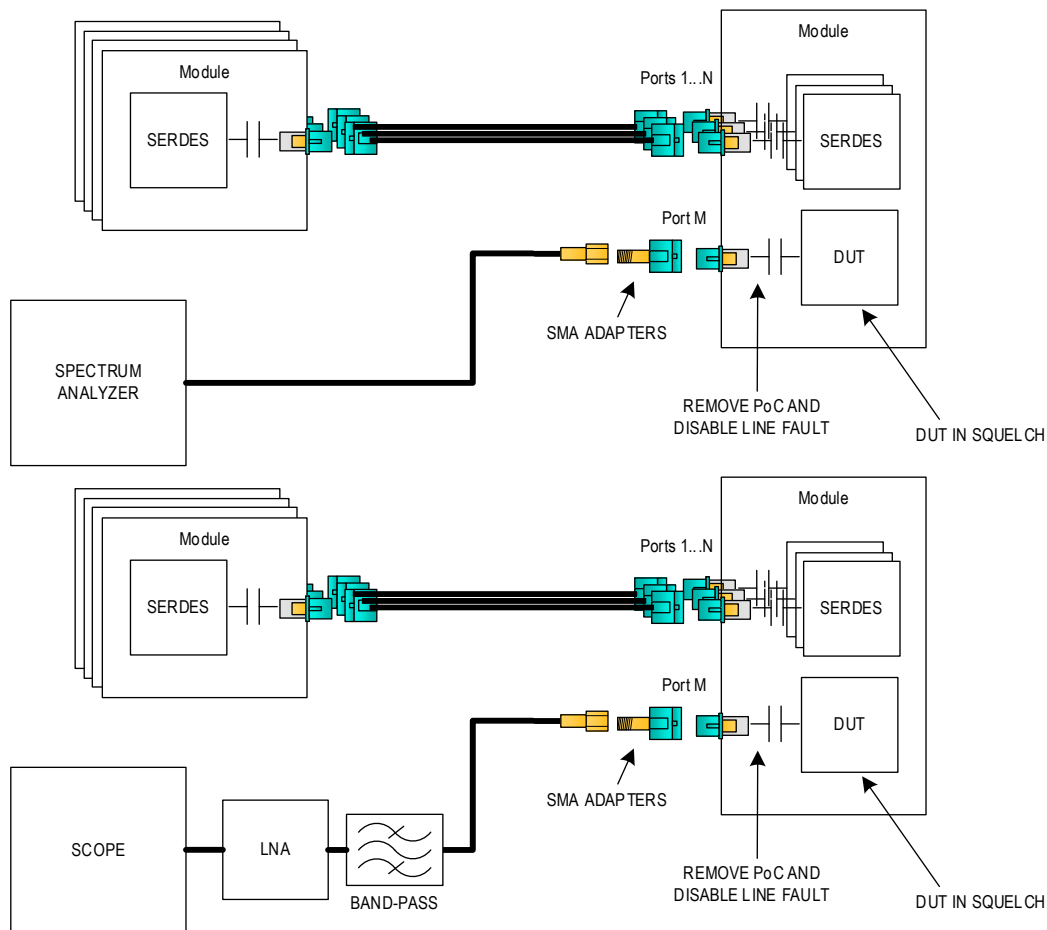 Module
Module
Ports 1...N
SERDES
SERDES
Port M
DUT
SMA ADAPTERS
SPECTRUM
ANALYZER
REMOVE PoC AND
DISABLE LINE FAULT
DUT IN SQUELCH
Module
Module
Ports 1...N
SERDES
SERDES
Port M
DUT
SMA ADAPTERS
SCOPE
LNA
BAND-PASS
REMOVE PoC AND
DISABLE LINE FAULT
DUT IN SQUELCH